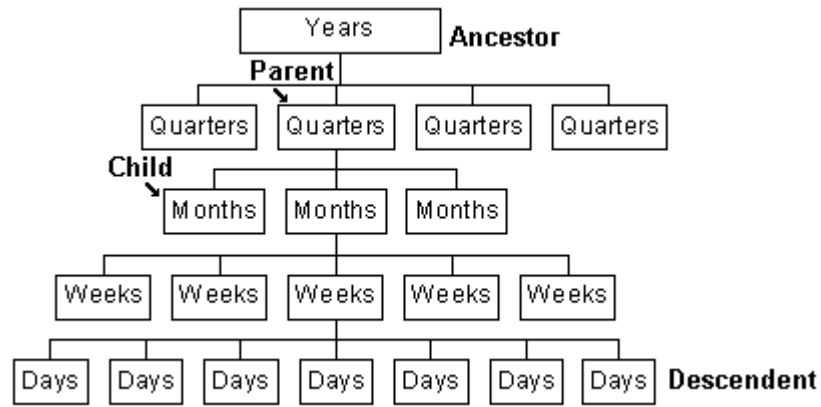 Years Ancestor
Parent
Quarters Quarters Quarters Quarters
Child
Months Months Months
Weeks Weeks Weeks Weeks Weeks
Days Days Days Days Days Days Days Descendent